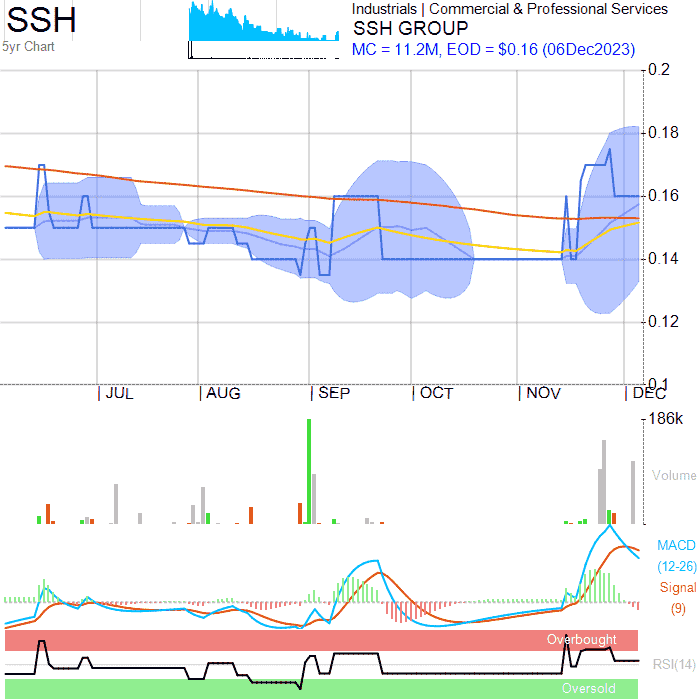 SSH
5yr Chart
Industrials | Commercial & Professional Services
SSH GROUP
MC = 11.2M, EOD = $0.16 (06Dec2023)
0.2
0.18
0.16
0.14
0.12
0.1
JUL
AUG
SEP
OCT
NOV
DEC
186k
Volume
MACD
(12-26)
Signal
(9)
Overbought
RSI(14)
Oversold